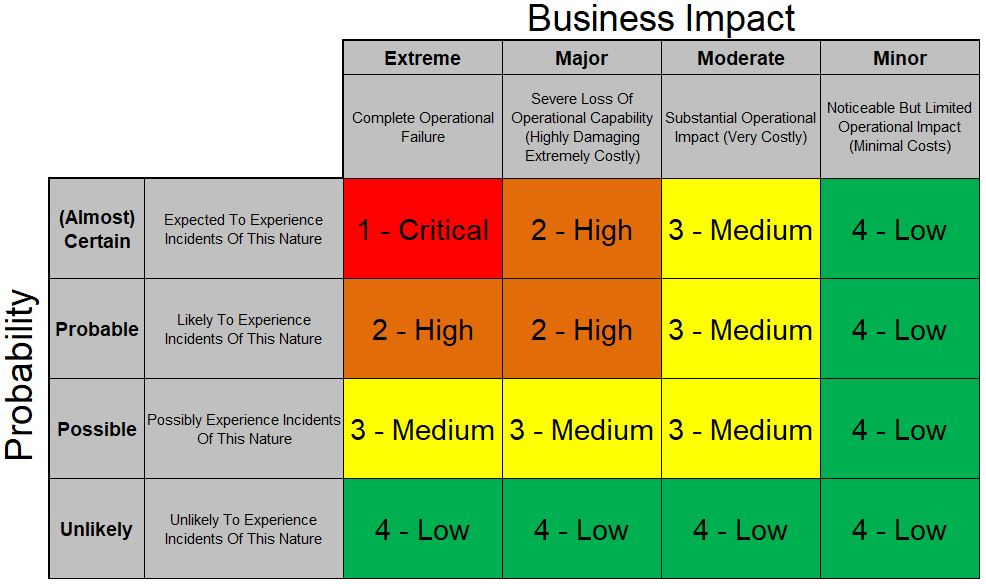 Business Impact
Extreme
Major
Moderate
Minor
Complete Operational
Failure
Severe Loss Of
Operational Capability
(Highly Damaging
Extremely Costly)
Substantial Operational
Impact (Very Costly)
Noticeable But Limited
Operational Impact
(Minimal Costs)
Probability
(Almost)
Certain
Expected To Experience
Incidents Of This Nature
1 - Critical
2 - High
3 - Medium
4 - Low
Probable
Likely To Experience
Incidents Of This Nature
2 - High
2 - High
3 - Medium
4 - Low
Possible
Possibly Experience Incidents
Of This Nature
3 - Medium
3 - Medium
3 - Medium
4 - Low
Unlikely
Unlikely To Experience
Incidents Of This Nature
4 - Low
4 - Low
4 - Low
4 - Low